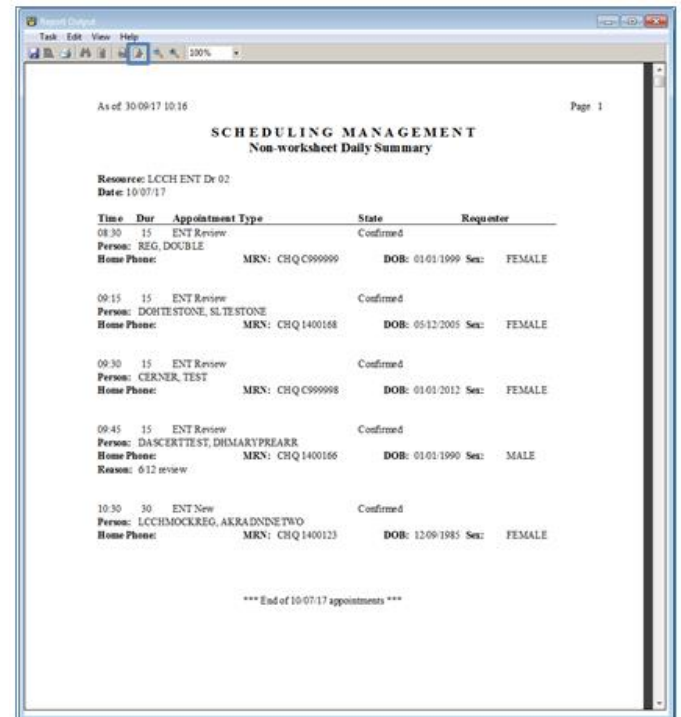 Report Output
Task Edit View Help
100%
As of: 30/09/17 10:16 Page 1
SCHEDULING MANAGEMENT
Non-worksheet Daily Summary
Resource: LCCH ENT Dr 02
Date: 10/07/17
Time Dur Appointment Type State Requester
08:30 15 ENT Review Confirmed
Person: REG, DOUBLE
Home Phone: MRN: CHQ C999999 DOB: 01/01/1999 Sex: FEMALE
09:15 15 ENT Review Confirmed
Person: DOHTESTONE, SLTESTONE
Home Phone: MRN: CHQ 1400168 DOB: 05/12/2005 Sex: FEMALE
09:30 15 ENT Review Confirmed
Person: CERNER, TEST
Home Phone: MRN: CHQ C999998 DOB: 01/01/2012 Sex: FEMALE
09:45 15 ENT Review Confirmed
Person: DASCERTTEST, DHMARYPREARR
Home Phone: MRN: CHQ 1400166 DOB: 01/01/1990 Sex: MALE
Reason: 6/12 review
10:30 30 ENT New Confirmed
Person: LCCHMOCKREG, AKRADNINETWO
Home Phone: MRN: CHQ 1400123 DOB: 12/09/1985 Sex: FEMALE
*** End of 10/07/17 appointments ***